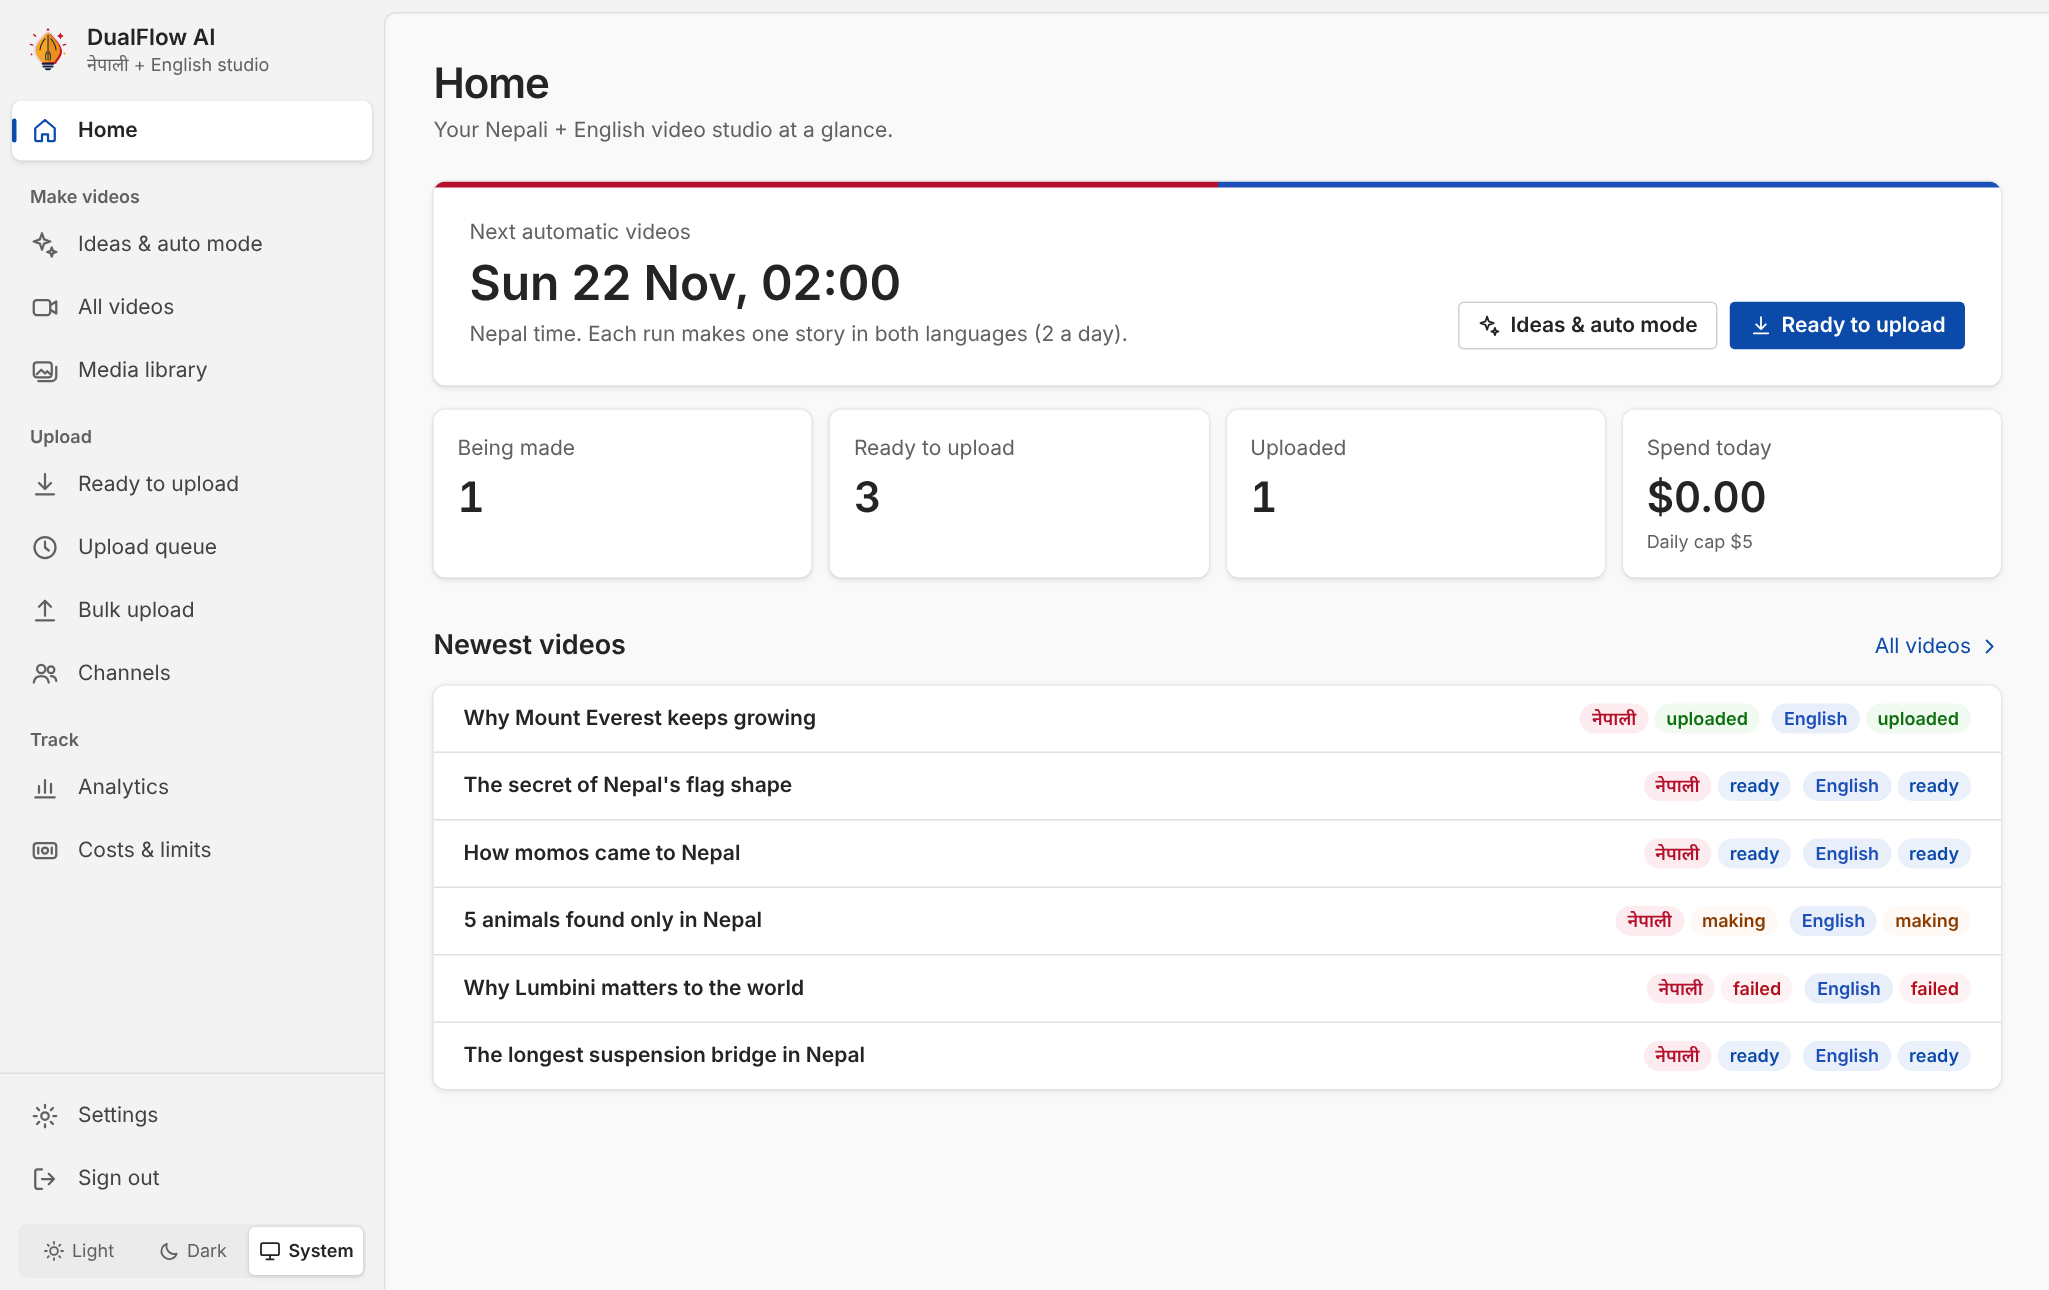 DualFlow AI
नेपाली + English studio
Home
Make videos
Ideas & auto mode
All videos
Media library
Upload
Ready to upload
Upload queue
Bulk upload
Channels
Track
Analytics
Costs & limits
Settings
Sign out
Light Dark System
Home
Your Nepali + English video studio at a glance.
Next automatic videos
Sun 22 Nov, 02:00
Nepal time. Each run makes one story in both languages (2 a day).
Ideas & auto mode Ready to upload
Being made
1
Ready to upload
3
Uploaded
1
Spend today
$0.00
Daily cap $5
Newest videos
All videos
Why Mount Everest keeps growing नेपाली uploaded English uploaded
The secret of Nepal's flag shape नेपाली ready English ready
How momos came to Nepal नेपाली ready English ready
5 animals found only in Nepal नेपाली making English making
Why Lumbini matters to the world नेपाली failed English failed
The longest suspension bridge in Nepal नेपाली ready English ready